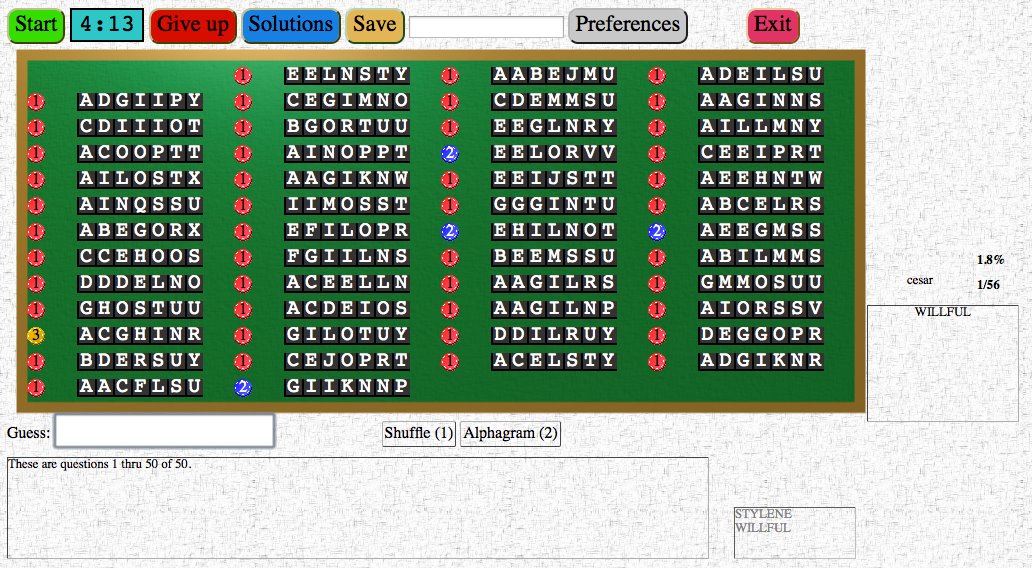 Start 4:13 Give up Solutions Save Preferences Exit
1 EELNSTY 1 AABEJMU 1 ADEILSU
1 ADGIIPY 1 CEGIMNO 1 CDEMMSU 1 AAGINNS
1 CDIIIOT 1 BGORTUU 1 EEGLNRY 1 AILLMNY
1 ACOOPTT 1 AINOPPT 2 EELORVV 1 CEEIPRT
1 AILOSTX 1 AAGIKNW 1 EEIJSTT 1 AEEHNTW
1 AINQSSU 1 IIMOSST 1 GGGINTU 1 ABCELRS
1 ABEGORX 1 EFILOPR 2 EHILNOT 2 AEEGMSS
1 CCEHOOS 1 FGIILNS 1 BEEMSSU 1 ABILMMS
1 DDDELNO 1 ACEELLN 1 AAGILRS 1 GMMOSUU
1 GHOSTUU 1 ACDEIOS 1 AAGILNP 1 AIORSSV
3 ACGHINR 1 GILOTUY 1 DDILRUY 1 DEGGOPR
1 BDERSUY 1 CEJOPRT 1 ACELSTY 1 ADGIKNR
1 AACFLSU 2 GIIKNNP
1.8%
cesar 1/56
WILLFUL
Guess: Shuffle (1) Alphagram (2)
These are questions 1 thru 50 of 50.
STYLENE
WILLFUL